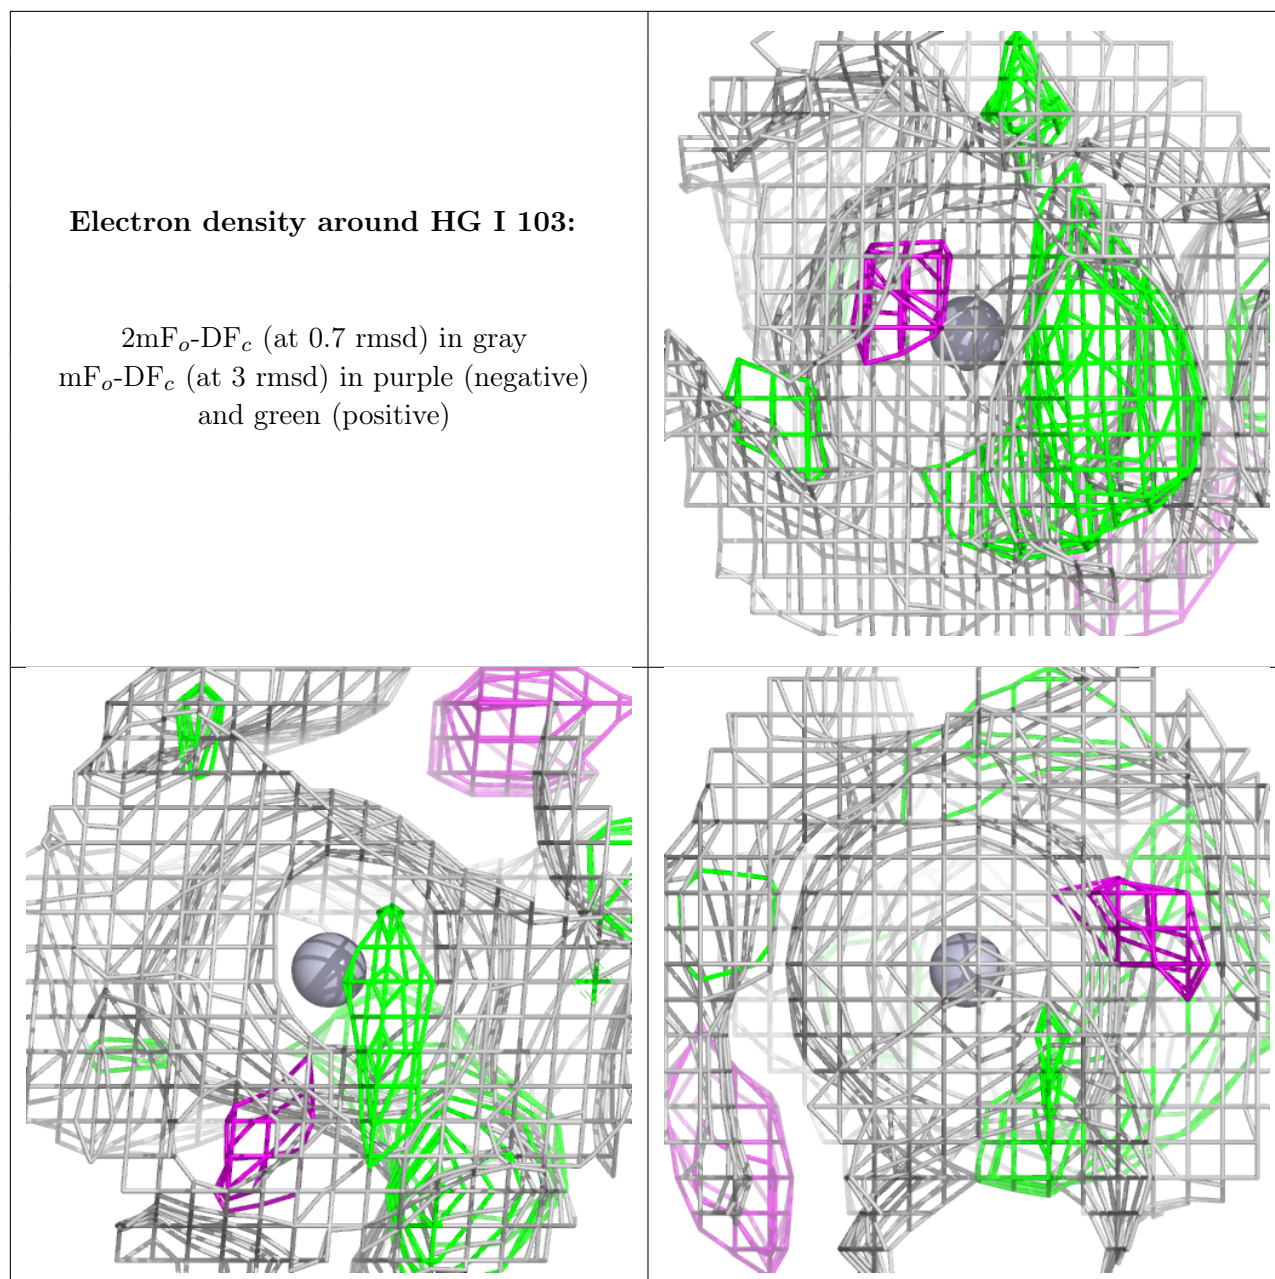 Electron density around HG I 103:
2mFo-DFc (at 0.7 rmsd) in gray
mFo-DFc (at 3 rmsd) in purple (negative)
and green (positive)